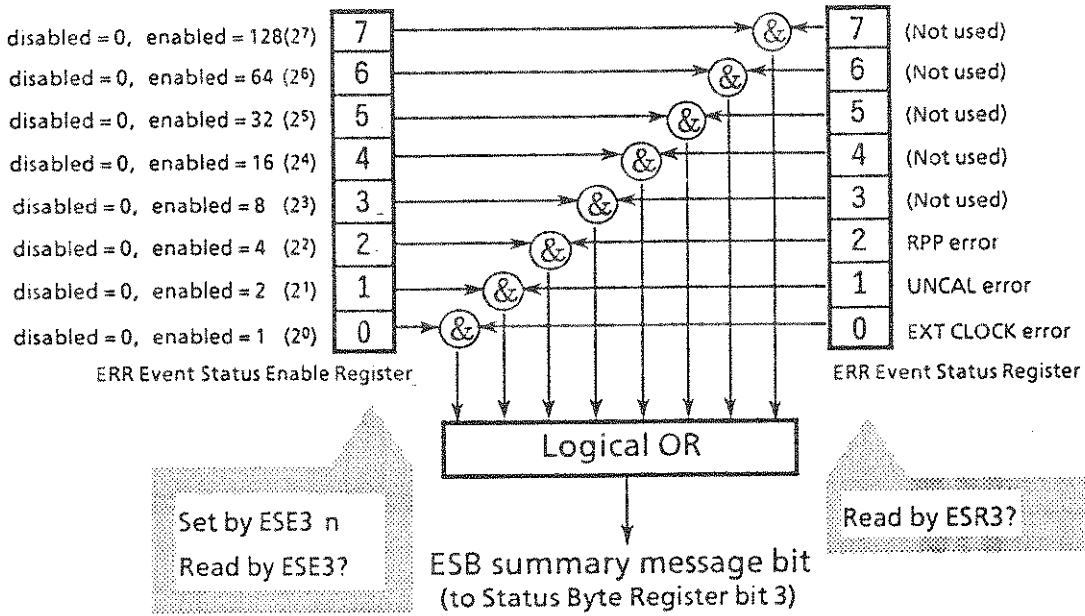 disabled = 0, enabled = 128(2⁷) 7 & 7 (Not used)
disabled = 0, enabled = 64 (2⁶) 6 & 6 (Not used)
disabled = 0, enabled = 32 (2⁵) 5 & 5 (Not used)
disabled = 0, enabled = 16 (2⁴) 4 & 4 (Not used)
disabled = 0, enabled = 8 (2³) 3 & 3 (Not used)
disabled = 0, enabled = 4 (2²) 2 & 2 RPP error
disabled = 0, enabled = 2 (2¹) 1 & 1 UNCAL error
disabled = 0, enabled = 1 (2⁰) 0 & 0 EXT CLOCK error
ERR Event Status Enable Register
ERR Event Status Register
Logical OR
Set by ESE3 n
Read by ESE3?
Read by ESR3?
ESB summary message bit
(to Status Byte Register bit 3)